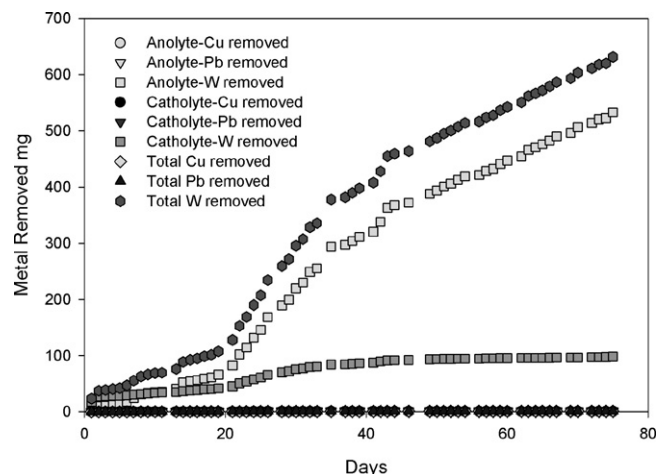 700
600
500
400
300
200
100
0
Metal Removed mg
Anolyte-Cu removed
Anolyte-Pb removed
Anolyte-W removed
Catholyte-Cu removed
Catholyte-Pb removed
Catholyte-W removed
Total Cu removed
Total Pb removed
Total W removed
0 20 40 60 80
Days